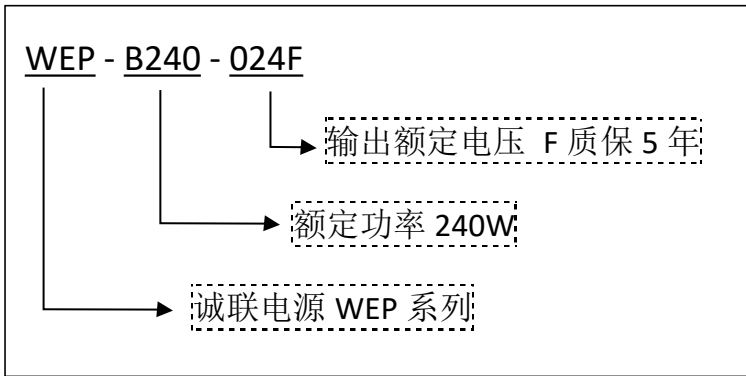 WEP - B240 - 024F
输出额定电压 F 质保 5 年
额定功率 240W
诚联电源 WEP 系列